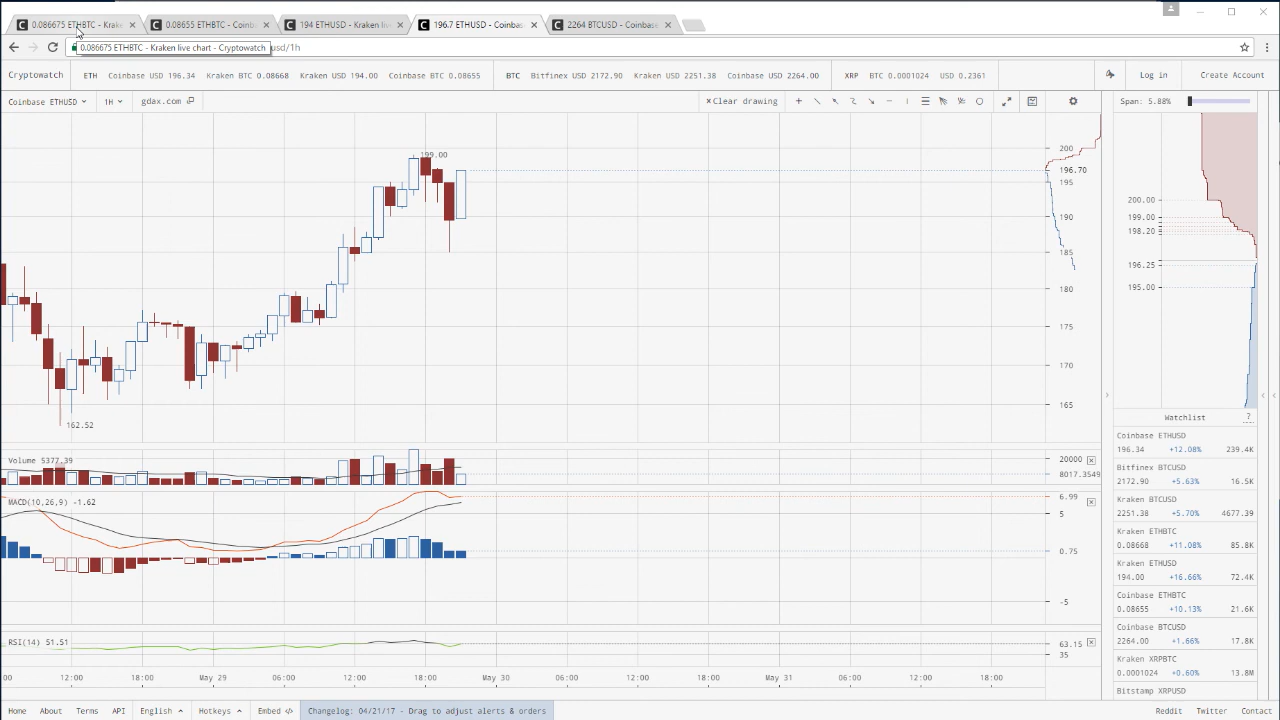 0.086675 ETHBTC - Krake
0.08655 ETHBTC - Coinb
194 ETHUSD - Kraken liv
196.7 ETHUSD - Coinbas
2264 BTCUSD - Coinbase
0.086675 ETHBTC - Kraken live chart - Cryptowatch
usd/1h
Cryptowatch ETH Coinbase USD 196.34 Kraken BTC 0.08668 Kraken USD 194.00 Coinbase BTC 0.08655 BTC Bitfinex USD 2172.90 Kraken USD 2251.38 Coinbase USD 2264.00 XRP BTC 0.0001024 USD 0.2361 Log in Create Account
Coinbase ETHUSD 1H gdax.com ×Clear drawing Span: 5.88%
199.00
162.52
200
196.70
195
190
185
180
175
170
165
200.00
199.00
198.20
196.25
195.00
Volume 5377.39
20000
8017.3549
MACD(10,26,9) -1.62
6.99
5
0.75
-5
RSI(14) 51.51
63.15
35
:00 12:00 18:00 May 29 06:00 12:00 18:00 May 30 06:00 12:00 18:00 May 31 06:00 12:00 18:00
Watchlist ?
Coinbase ETHUSD
196.34 +12.08% 239.4K
Bitfinex BTCUSD
2172.90 +5.63% 16.5K
Kraken BTCUSD
2251.38 +5.70% 4677.39
Kraken ETHBTC
0.08668 +11.08% 85.8K
Kraken ETHUSD
194.00 +16.66% 72.4K
Coinbase ETHBTC
0.08655 +10.13% 21.6K
Coinbase BTCUSD
2264.00 +1.66% 17.8K
Kraken XRPBTC
0.0001024 +0.60% 13.8M
Bitstamp XRPUSD
Home About Terms API English Hotkeys Embed </> Changelog: 04/21/17 - Drag to adjust alerts & orders Reddit Twitter Contact